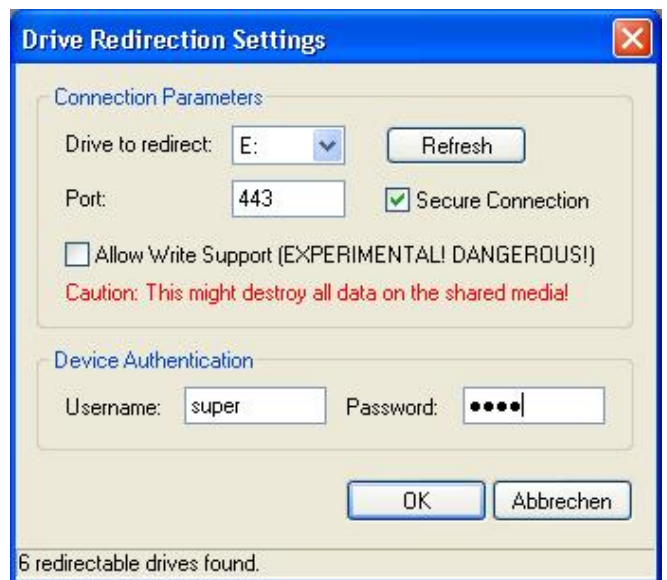 Drive Redirection Settings
Connection Parameters
Drive to redirect: E: Refresh
Port: 443 Secure Connection
Allow Write Support (EXPERIMENTAL! DANGEROUS!)
Caution: This might destroy all data on the shared media!
Device Authentication
Username: super Password: ●●●●
OK Abbrechen
6 redirectable drives found.